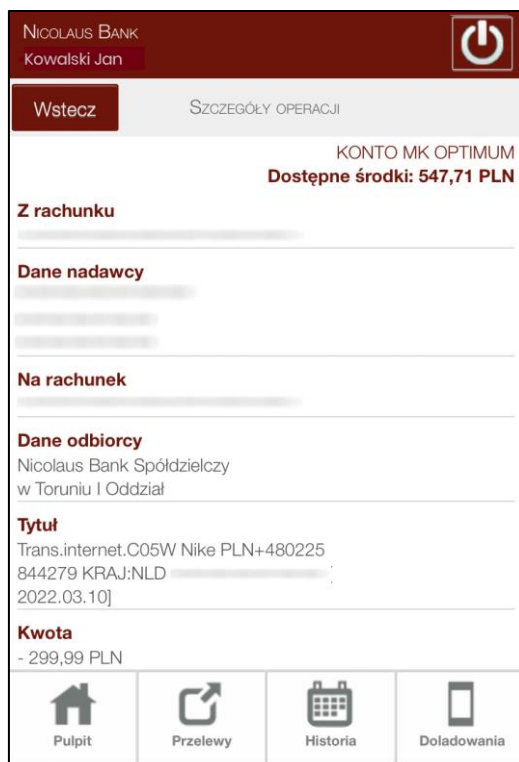 Nicolaus Bank
Kowalski Jan
Wstecz
Szczegóły operacji
KONTO MK OPTIMUM
Dostępne środki: 547,71 PLN
Z rachunku
Dane nadawcy
Na rachunek
Dane odbiorcy
Nicolaus Bank Spółdzielczy
w Toruniu I Oddział
Tytuł
Trans.internet.C05W Nike PLN+480225
844279 KRAJ:NLD
2022.03.10]
Kwota
- 299,99 PLN
Pulpit
Przelewy
Historia
Doladowania